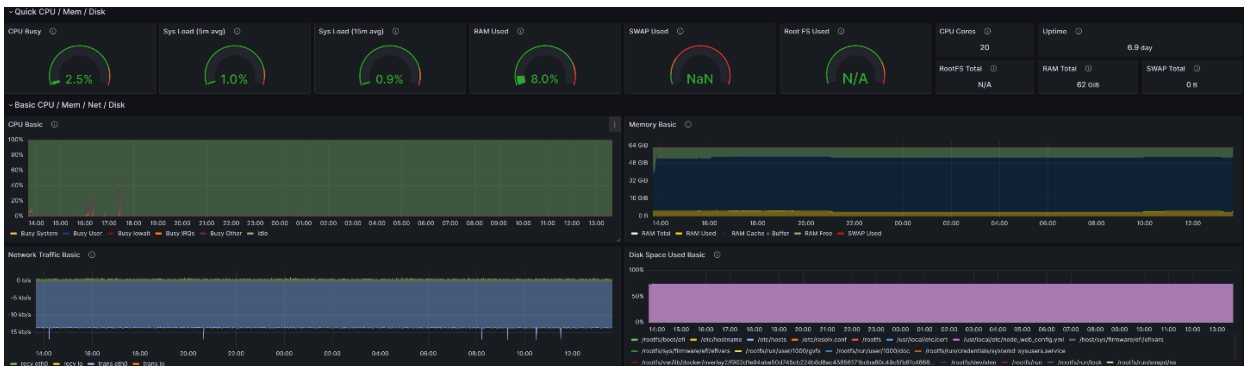 Quick CPU / Mem / Disk
CPU Busy
2.5%
Sys Load (5m avg)
1.0%
Sys Load (15m avg)
0.9%
RAM Used
8.0%
SWAP Used
NaN
Root FS Used
N/A
CPU Cores
20
Uptime
6.9 day
RootFS Total
N/A
RAM Total
62 GiB
SWAP Total
0 B
Basic CPU / Mem / Net / Disk
CPU Basic
100%
80%
60%
40%
20%
0%
14:00 15:00 16:00 17:00 18:00 19:00 20:00 21:00 22:00 23:00 00:00 01:00 02:00 03:00 04:00 05:00 06:00 07:00 08:00 09:00 10:00 11:00 12:00 13:00
Busy System Busy User Busy Iowait Busy IRQs Busy Other Idle
Memory Basic
64 GiB
48 GiB
32 GiB
16 GiB
0 B
14:00 16:00 18:00 20:00 22:00 00:00 02:00 04:00 06:00 08:00 10:00 12:00
RAM Total RAM Used RAM Cache + Buffer RAM Free SWAP Used
Network Traffic Basic
0 b/s
-5 kb/s
-10 kb/s
-15 kb/s
14:00 16:00 18:00 20:00 22:00 00:00 02:00 04:00 06:00 08:00 10:00 12:00
recv eth0 recv lo trans eth0 trans lo
Disk Space Used Basic
100%
50%
0%
14:00 15:00 16:00 17:00 18:00 19:00 20:00 21:00 22:00 23:00 00:00 01:00 02:00 03:00 04:00 05:00 06:00 07:00 08:00 09:00 10:00 11:00 12:00 13:00
/rootfs/boot/efi /etc/hostname /etc/hosts /etc/resolv.conf /rootfs /usr/local/etc/cert /usr/local/etc/node_web_config.yml /host/sys/firmware/efi/efivars
/rootfs/sys/firmware/efi/efivars /rootfs/run/user/1000/gvfs /rootfs/run/user/1000/doc /rootfs/run/credentials/systemd-sysusers.service
/rootfs/dev/shm /rootfs/run /rootfs/run/lock /rootfs/run/snapd/ns